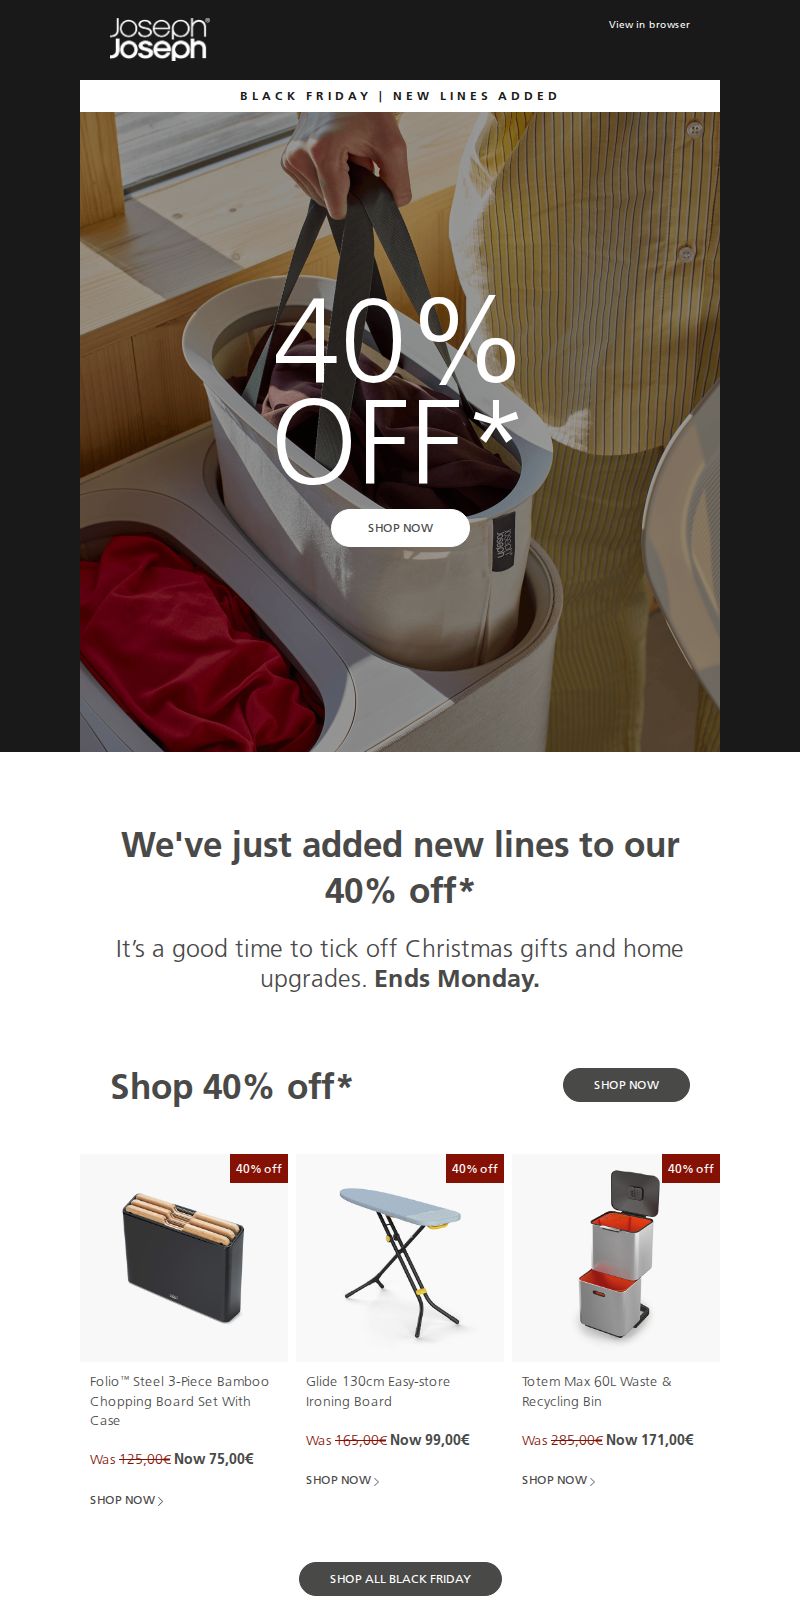 Joseph®
Joseph
View in browser
BLACK FRIDAY | NEW LINES ADDED
40%
OFF*
SHOP NOW
Joseph
Joseph
We've just added new lines to our
40% off*
It’s a good time to tick off Christmas gifts and home
upgrades. Ends Monday.
Shop 40% off*
SHOP NOW
40% off
40% off
40% off
Folio™ Steel 3-Piece Bamboo
Chopping Board Set With
Case
Was 125,00€ Now 75,00€
SHOP NOW
Glide 130cm Easy-store
Ironing Board
Was 165,00€ Now 99,00€
SHOP NOW
Totem Max 60L Waste &
Recycling Bin
Was 285,00€ Now 171,00€
SHOP NOW
SHOP ALL BLACK FRIDAY